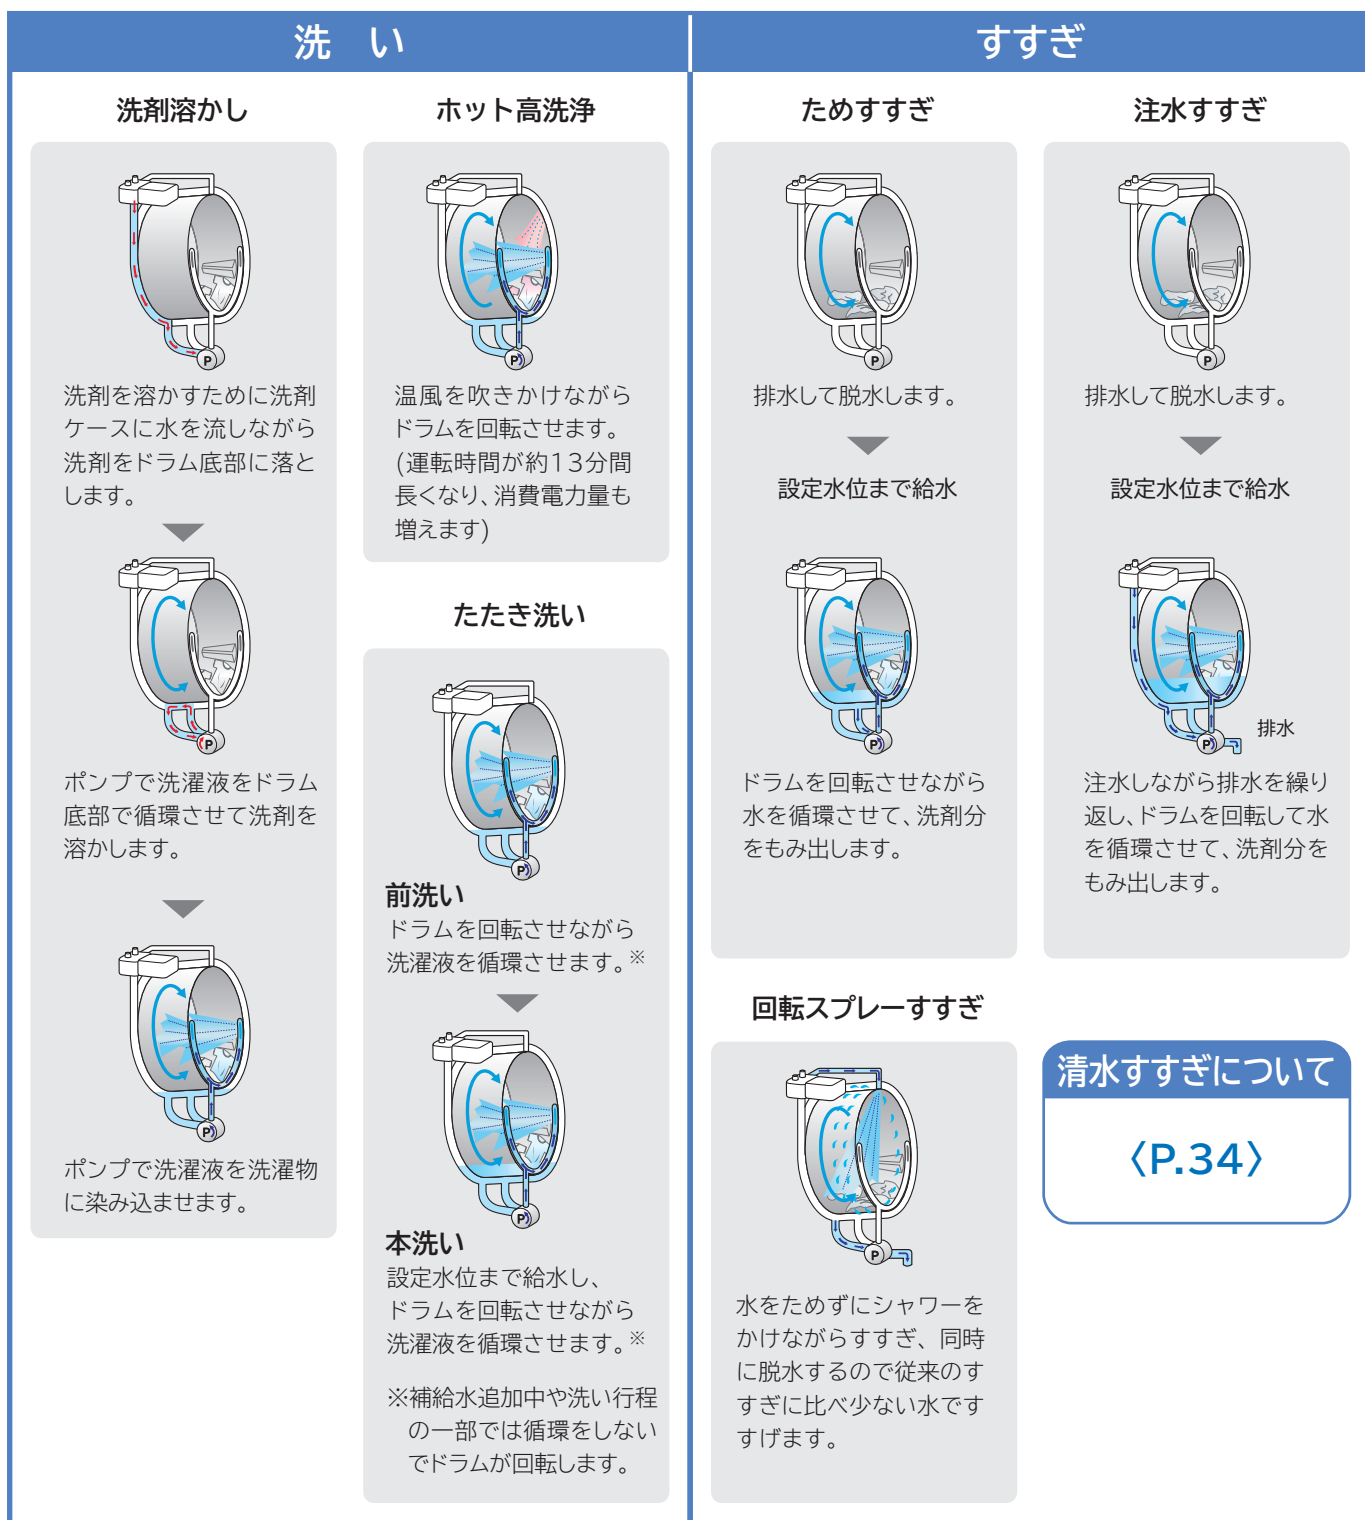 洗　い
洗剤溶かし
P
洗剤を溶かすために洗剤
ケースに水を流しながら
洗剤をドラム底部に落と
します。
P
ポンプで洗濯液をドラム
底部で循環させて洗剤を
溶かします。
P
ポンプで洗濯液を洗濯物
に染み込ませます。
ホット高洗浄
P
温風を吹きかけながら
ドラムを回転させます。
(運転時間が約13分間
長くなり、消費電力量も
増えます)
たたき洗い
P
前洗い
ドラムを回転させながら
洗濯液を循環させます。※
P
本洗い
設定水位まで給水し、
ドラムを回転させながら
洗濯液を循環させます。※
※補給水追加中や洗い行程
の一部では循環をしない
でドラムが回転します。
すすぎ
ためすすぎ
P
排水して脱水します。
設定水位まで給水
P
ドラムを回転させながら
水を循環させて、洗剤分
をもみ出します。
注水すすぎ
P
排水して脱水します。
設定水位まで給水
P
排水
注水しながら排水を繰り
返し、ドラムを回転して水
を循環させて、洗剤分を
もみ出します。
回転スプレーすすぎ
P
水をためずにシャワーを
かけながらすすぎ、同時
に脱水するので従来のす
すぎに比べ少ない水です
すげます。
清水すすぎについて
〈P.34〉